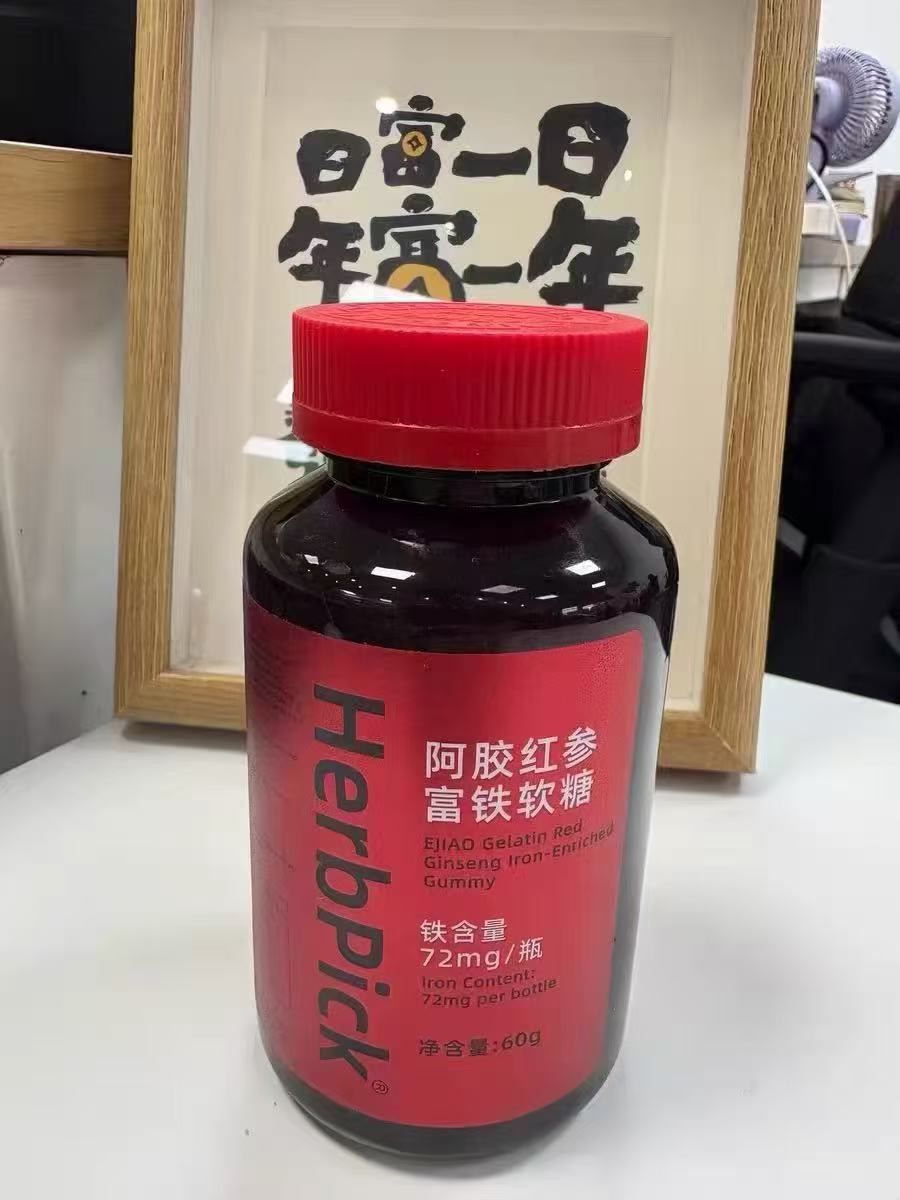 日富一日
年富一年
HerbPick®
阿胶红参
富铁软糖
EJIAO Gelatin Red
Ginseng Iron-Enriched
Gummy
铁含量
72mg/瓶
Iron Content:
72mg per bottle
净含量:60g